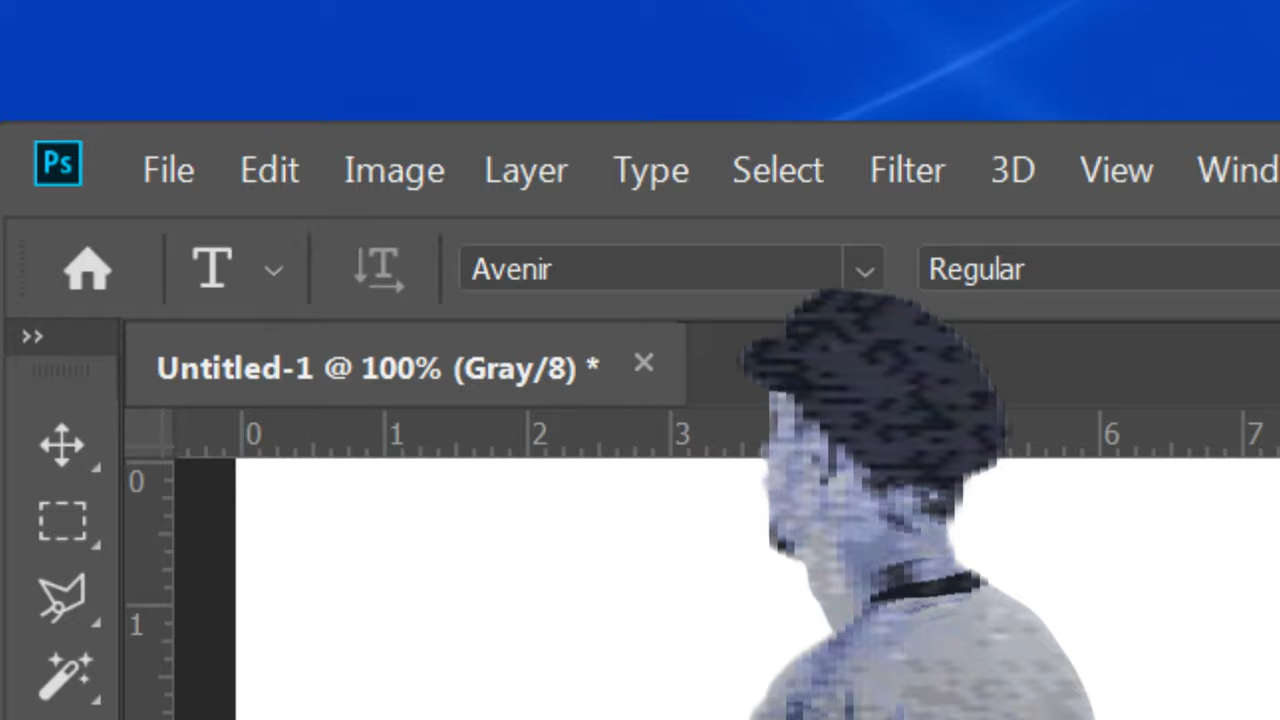 Ps File Edit Image Layer Type Select Filter 3D View Wind
T T Avenir Regular
Untitled-1 @ 100% (Gray/8) *
0 1 2 3 6 7
0
1